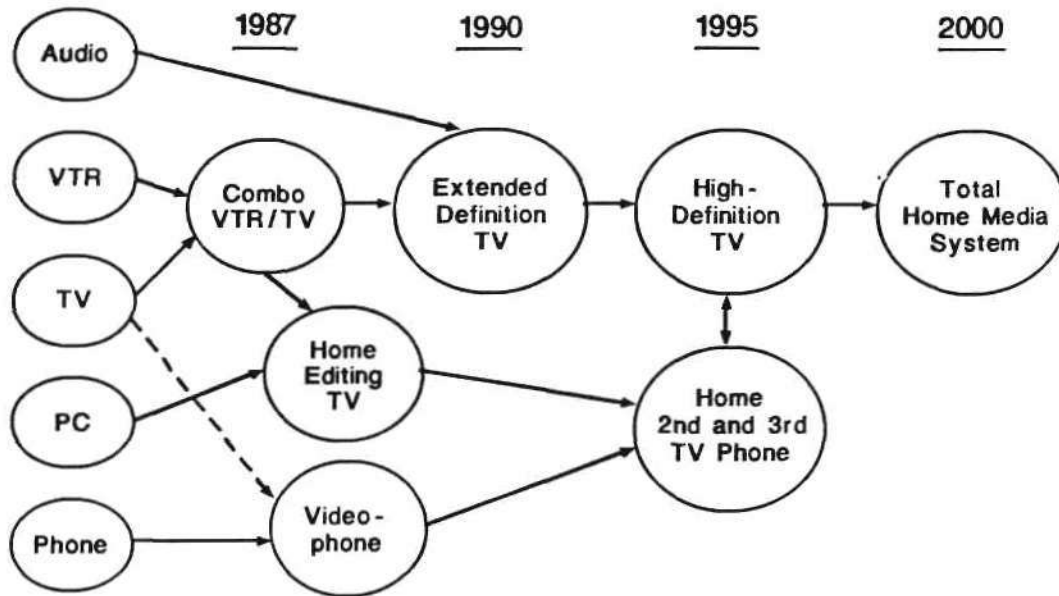 1987
1990
1995
2000
Audio
VTR
TV
PC
Phone
Combo
VTR/TV
Home
Editing
TV
Video-
phone
Extended
Definition
TV
High-
Definition
TV
Home
2nd and 3rd
TV Phone
Total
Home Media
System